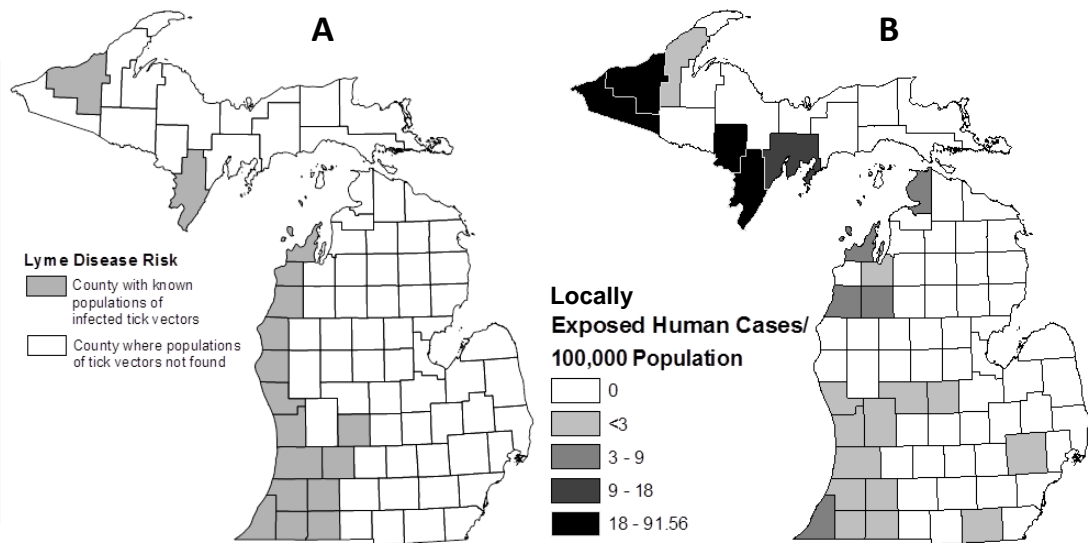 A
B
Lyme Disease Risk
County with known
populations of
infected tick vectors
County where populations
of tick vectors not found
Locally
Exposed Human Cases/
100,000 Population
0
<3
3 - 9
9 - 18
18 - 91.56